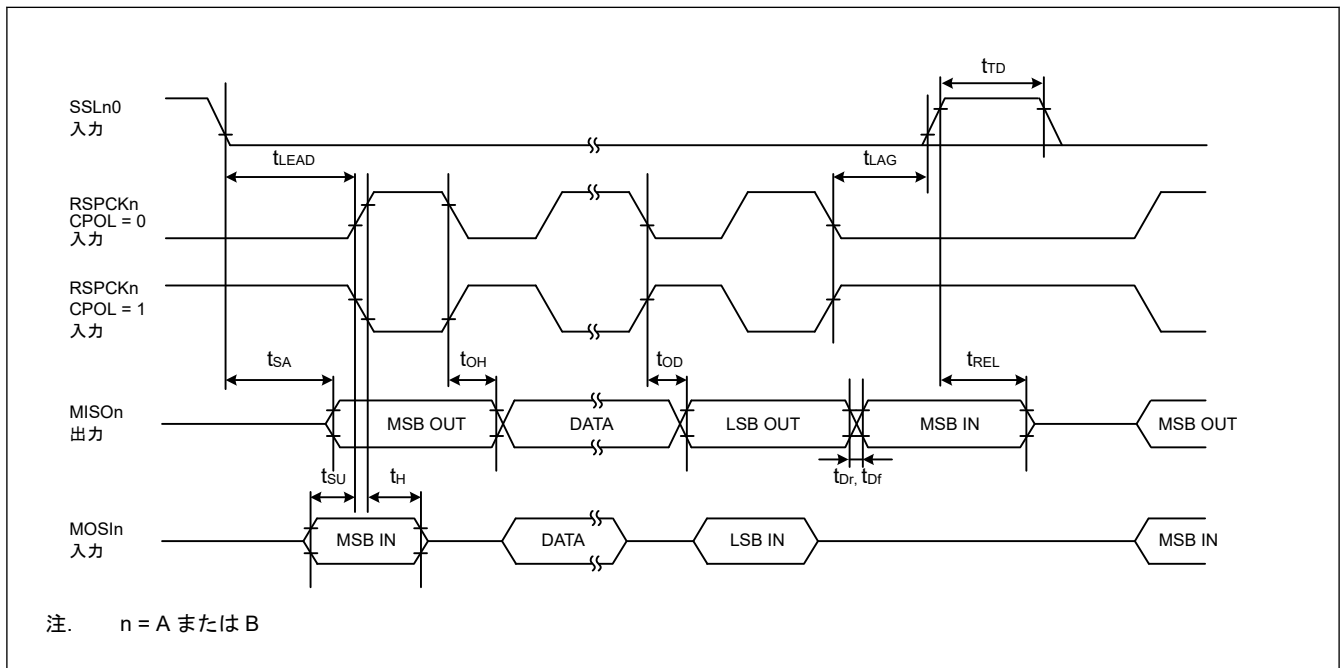 tTD
SSLn0
入力
tLEAD
tLAG
RSPCKn
CPOL = 0
入力
RSPCKn
CPOL = 1
入力
tSA
tOH
tOD
tREL
MISOn
出力
MSB OUT
DATA
LSB OUT
MSB IN
MSB OUT
tSU
tH
tDr, tDf
MOSIn
入力
MSB IN
DATA
LSB IN
MSB IN
注. n = A または B